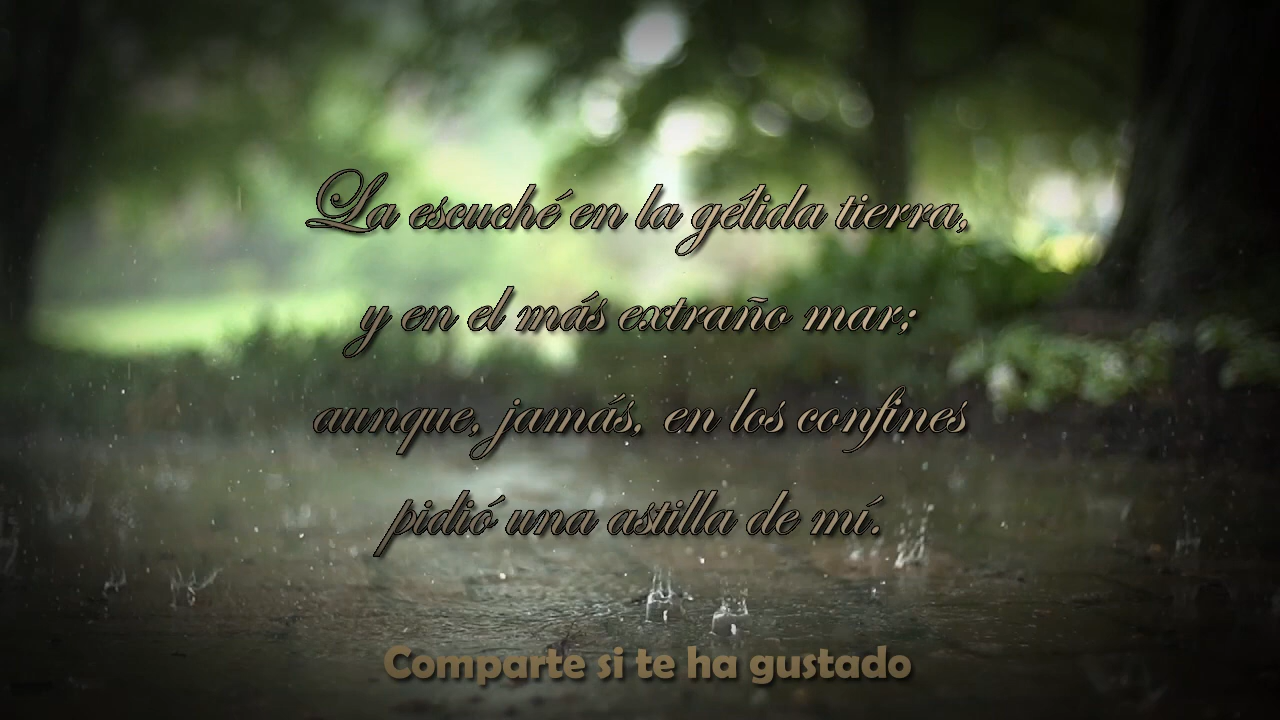 La escuché en la gélida tierra,
y en el más extraño mar;
aunque, jamás, en los confines
pidió una astilla de mí.
Comparte si te ha gustado